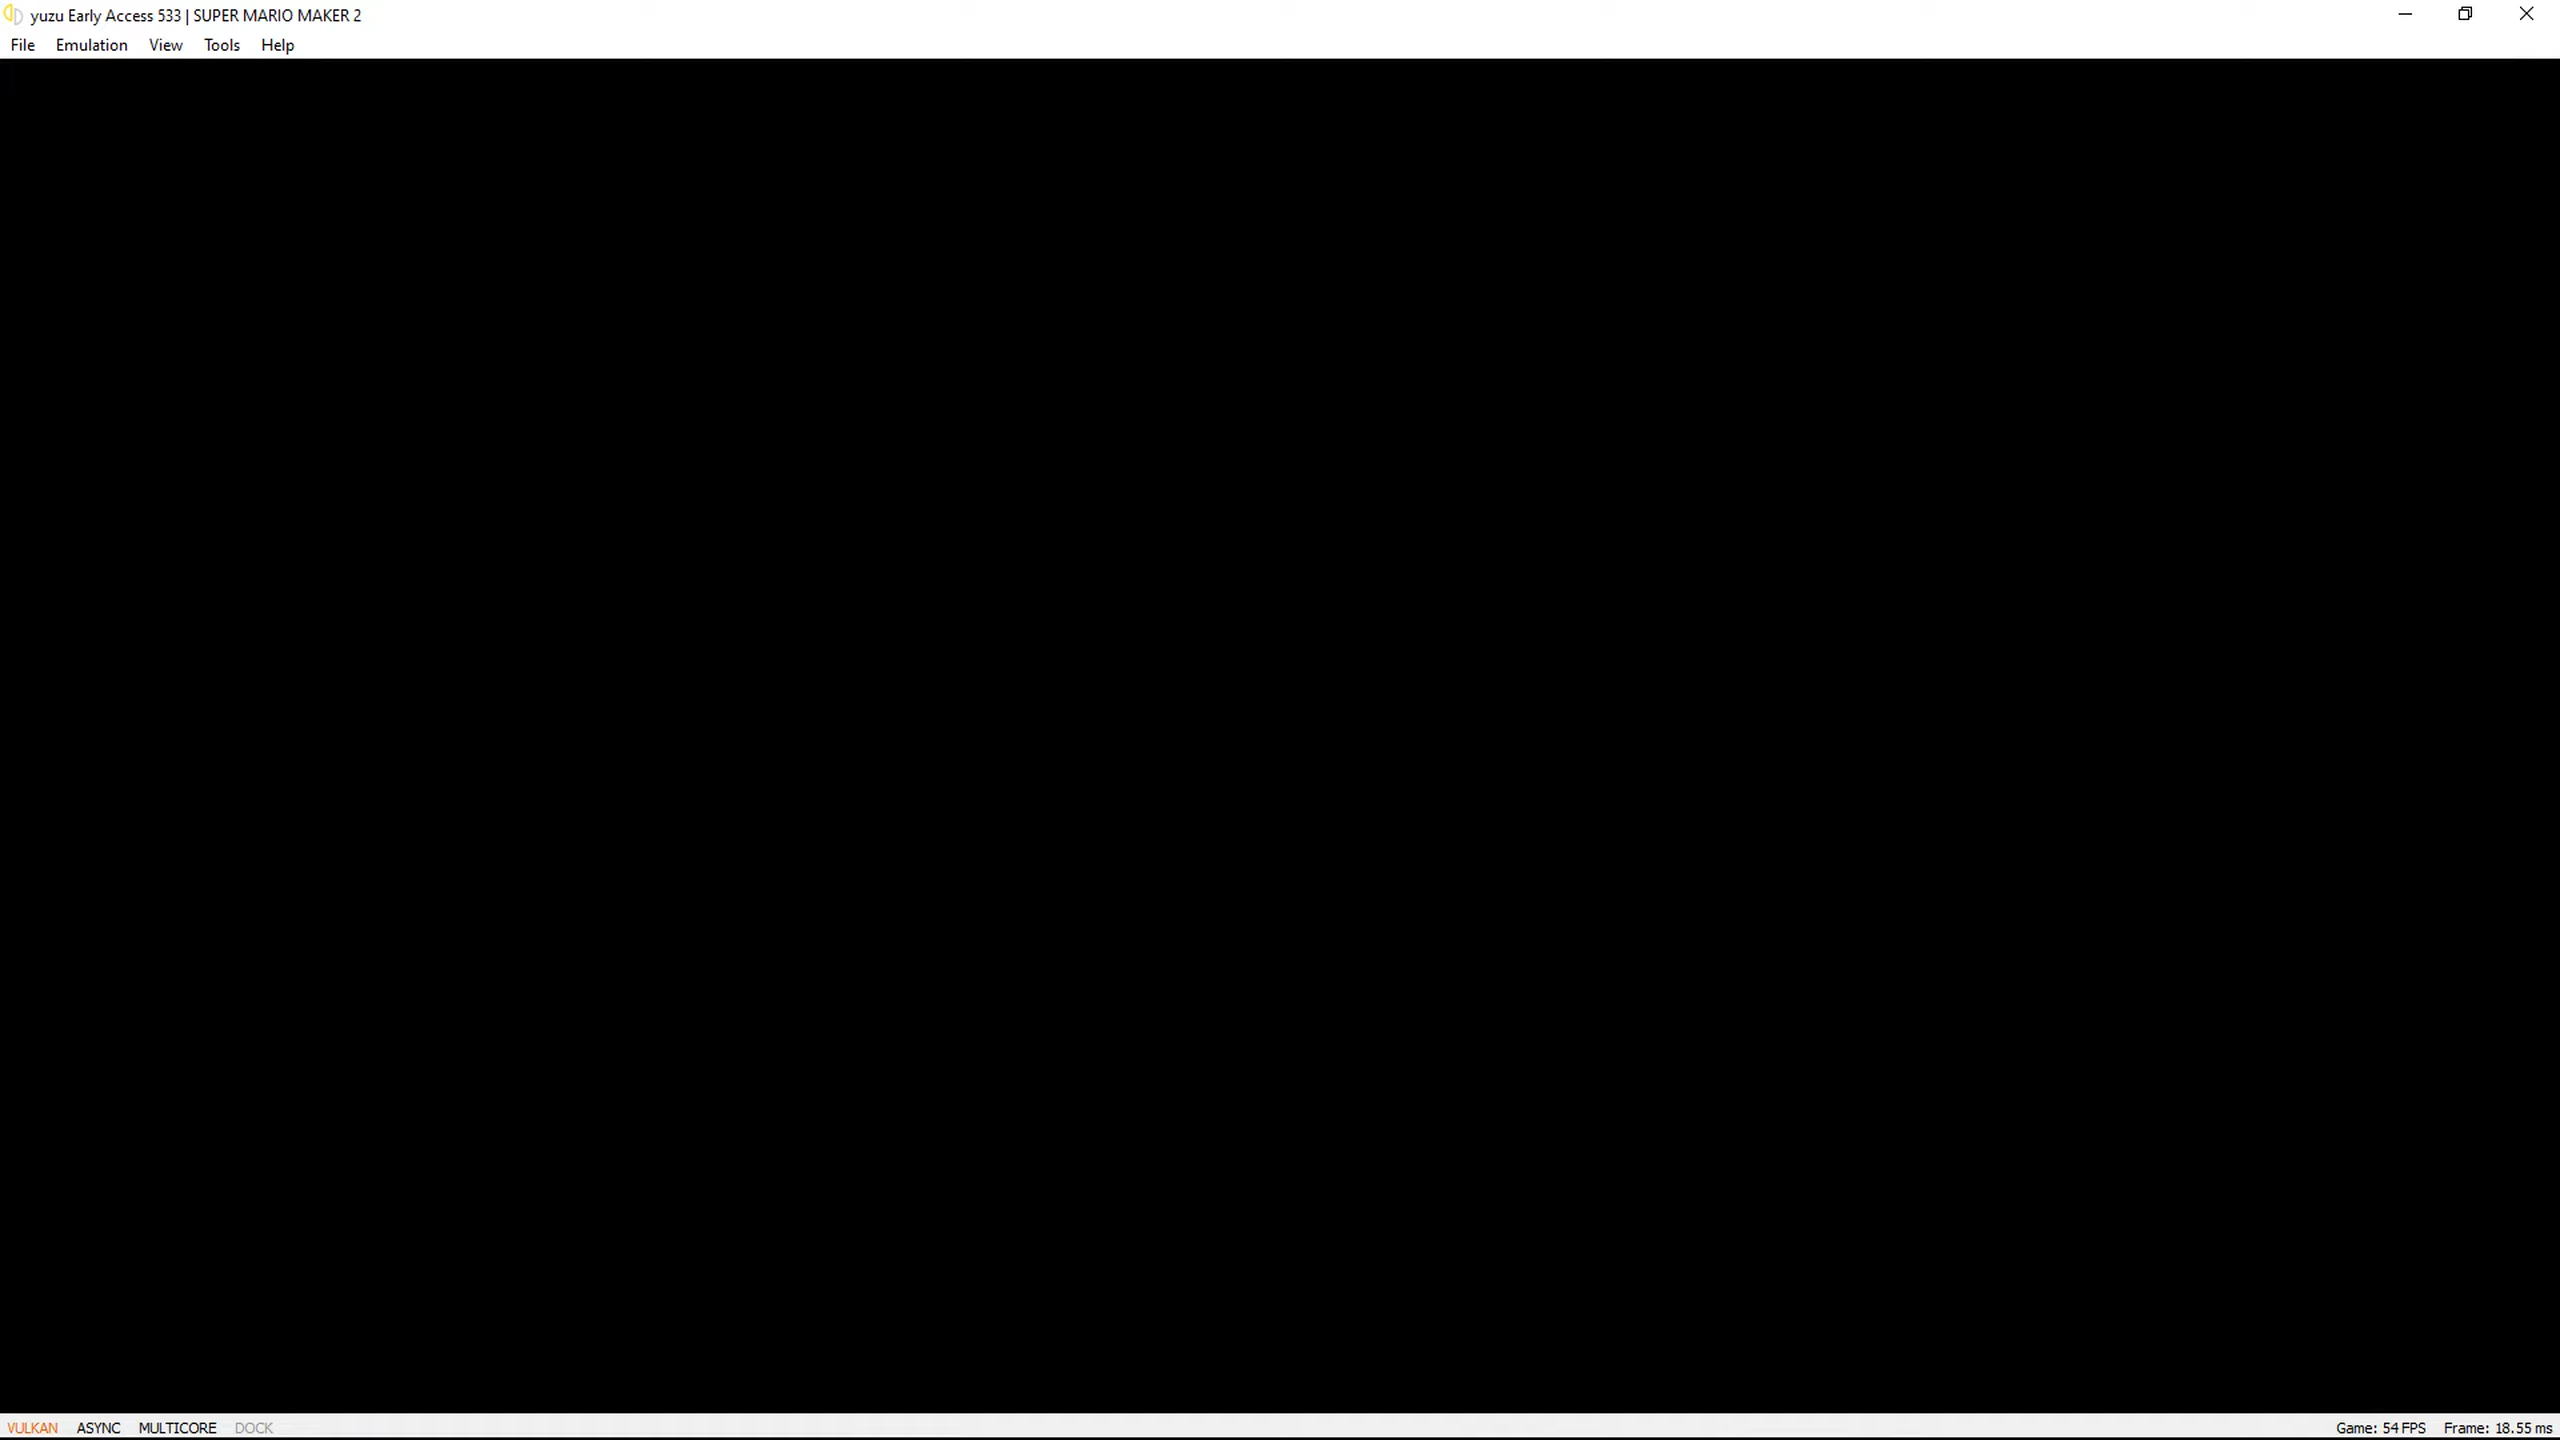 yuzu Early Access 533 | SUPER MARIO MAKER 2
File Emulation View Tools Help
VULKAN ASYNC MULTICORE DOCK Game: 54 FPS Frame: 18.55 ms